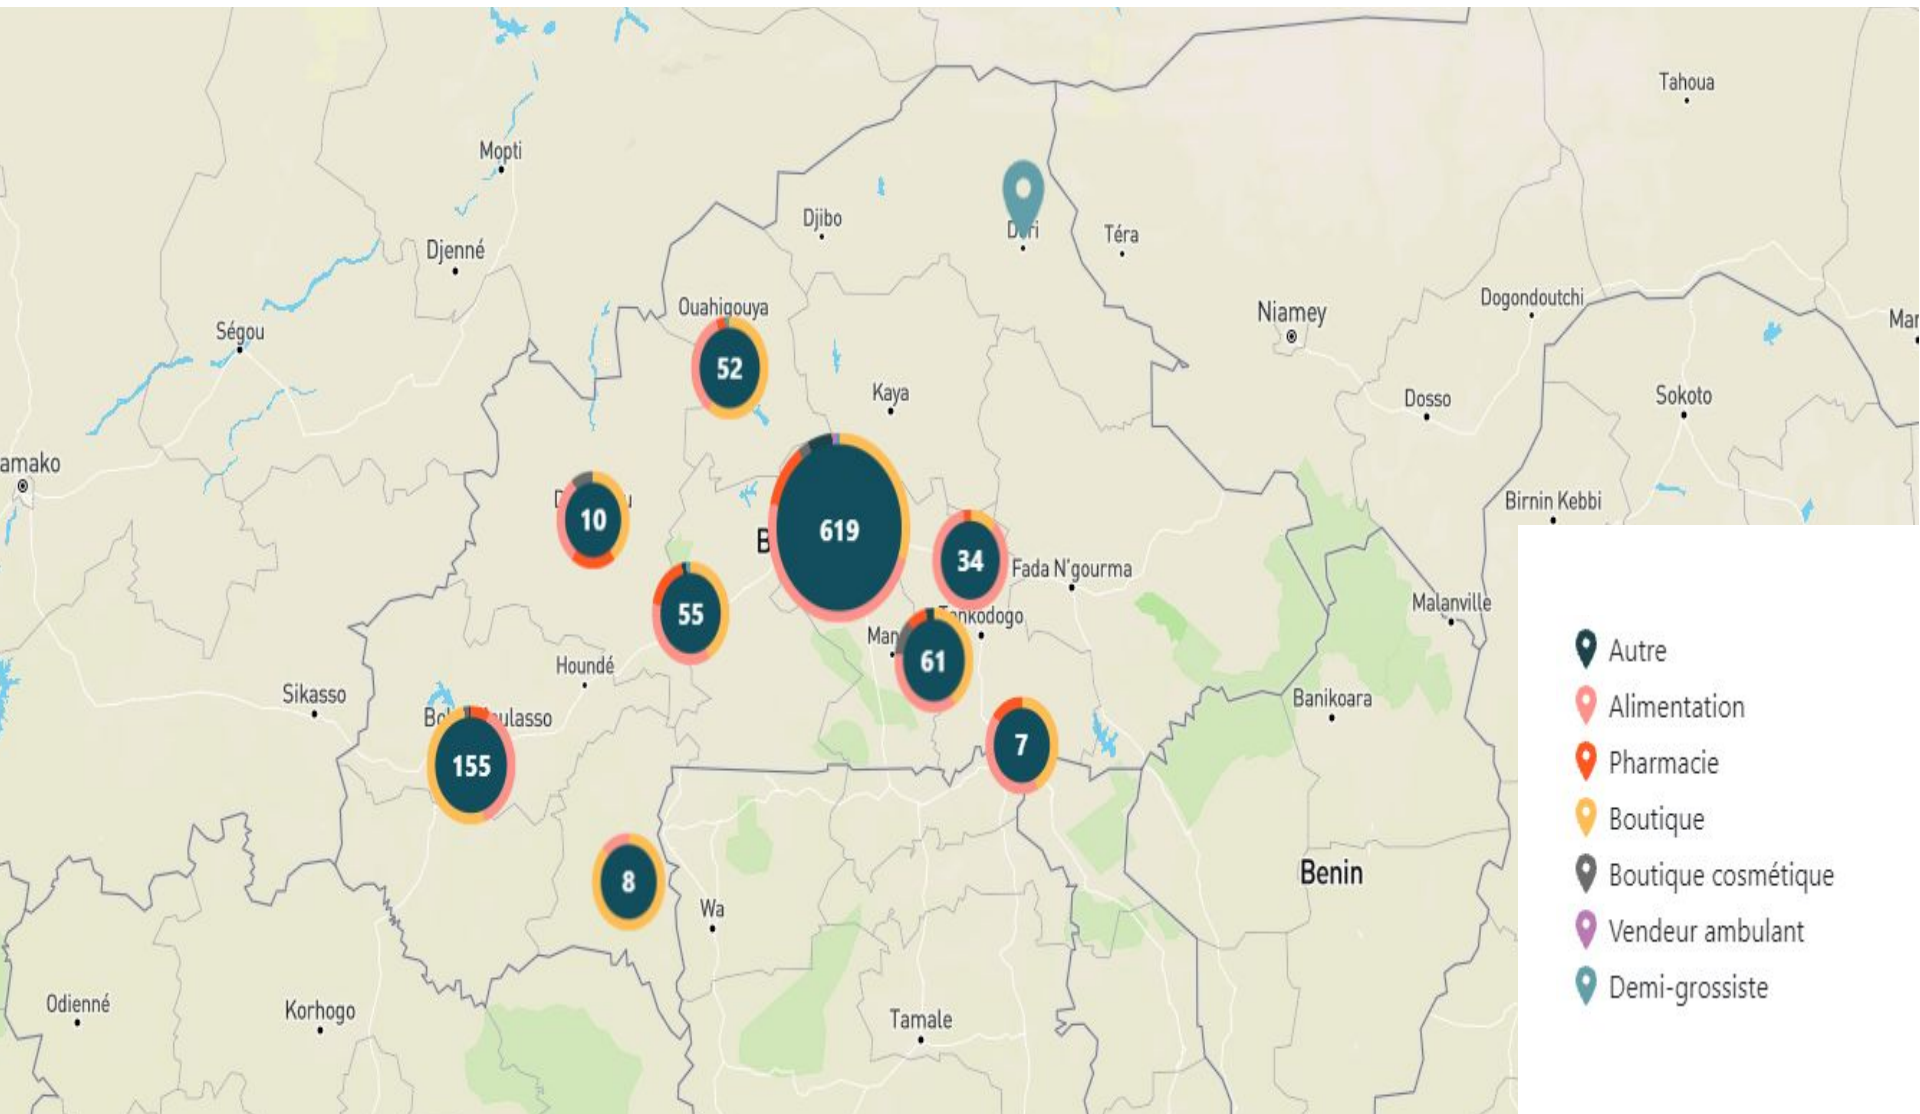 Tahoua
Mopti
Djibo
Téra
Djenné
Ouahigouya
Niamey
Dogondoutchi
Ségou
52
Kaya
Dosso
Sokoto
Birnin Kebbi
10
619
34
Fada N'gourma
55
Malanville
61
Houndé
Sikasso
Banikoara
155
7
8
Benin
Wa
Odienné
Korhogo
Tamale
Autre
Alimentation
Pharmacie
Boutique
Boutique cosmétique
Vendeur ambulant
Demi-grossiste